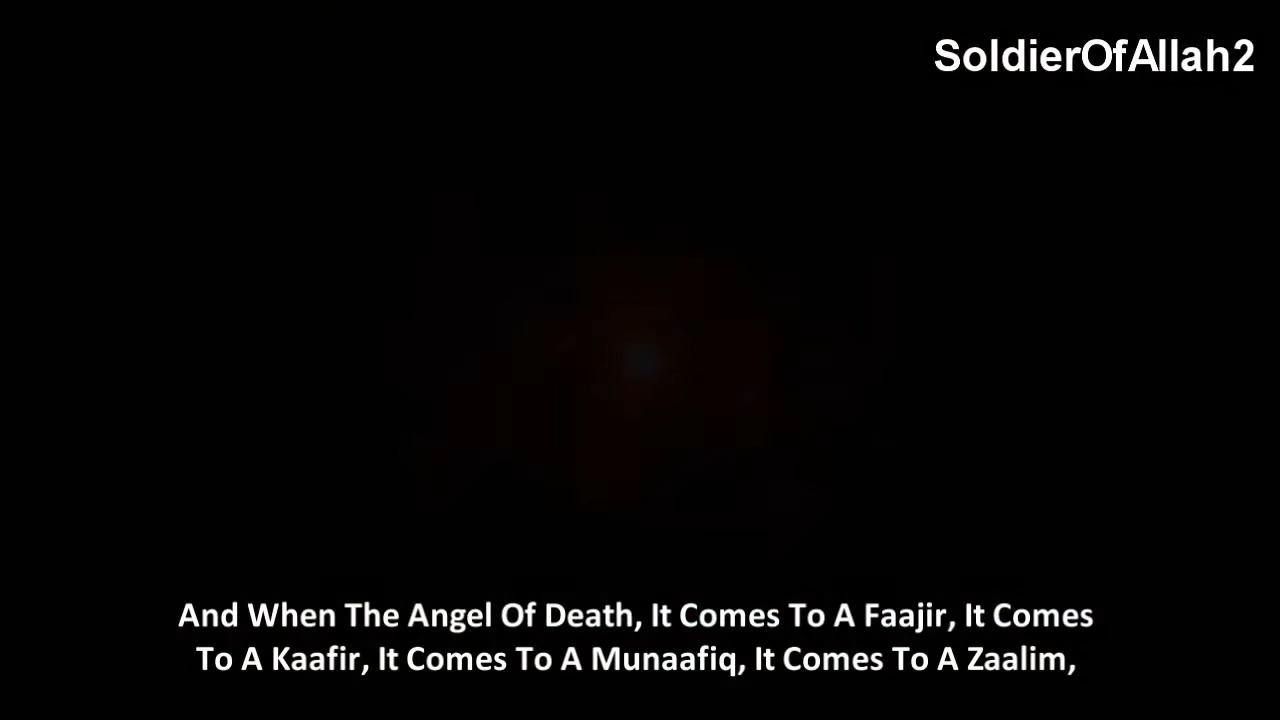 SoldierOfAllah2
And When The Angel Of Death, It Comes To A Faajir, It Comes
To A Kaafir, It Comes To A Munaafiq, It Comes To A Zaalim,